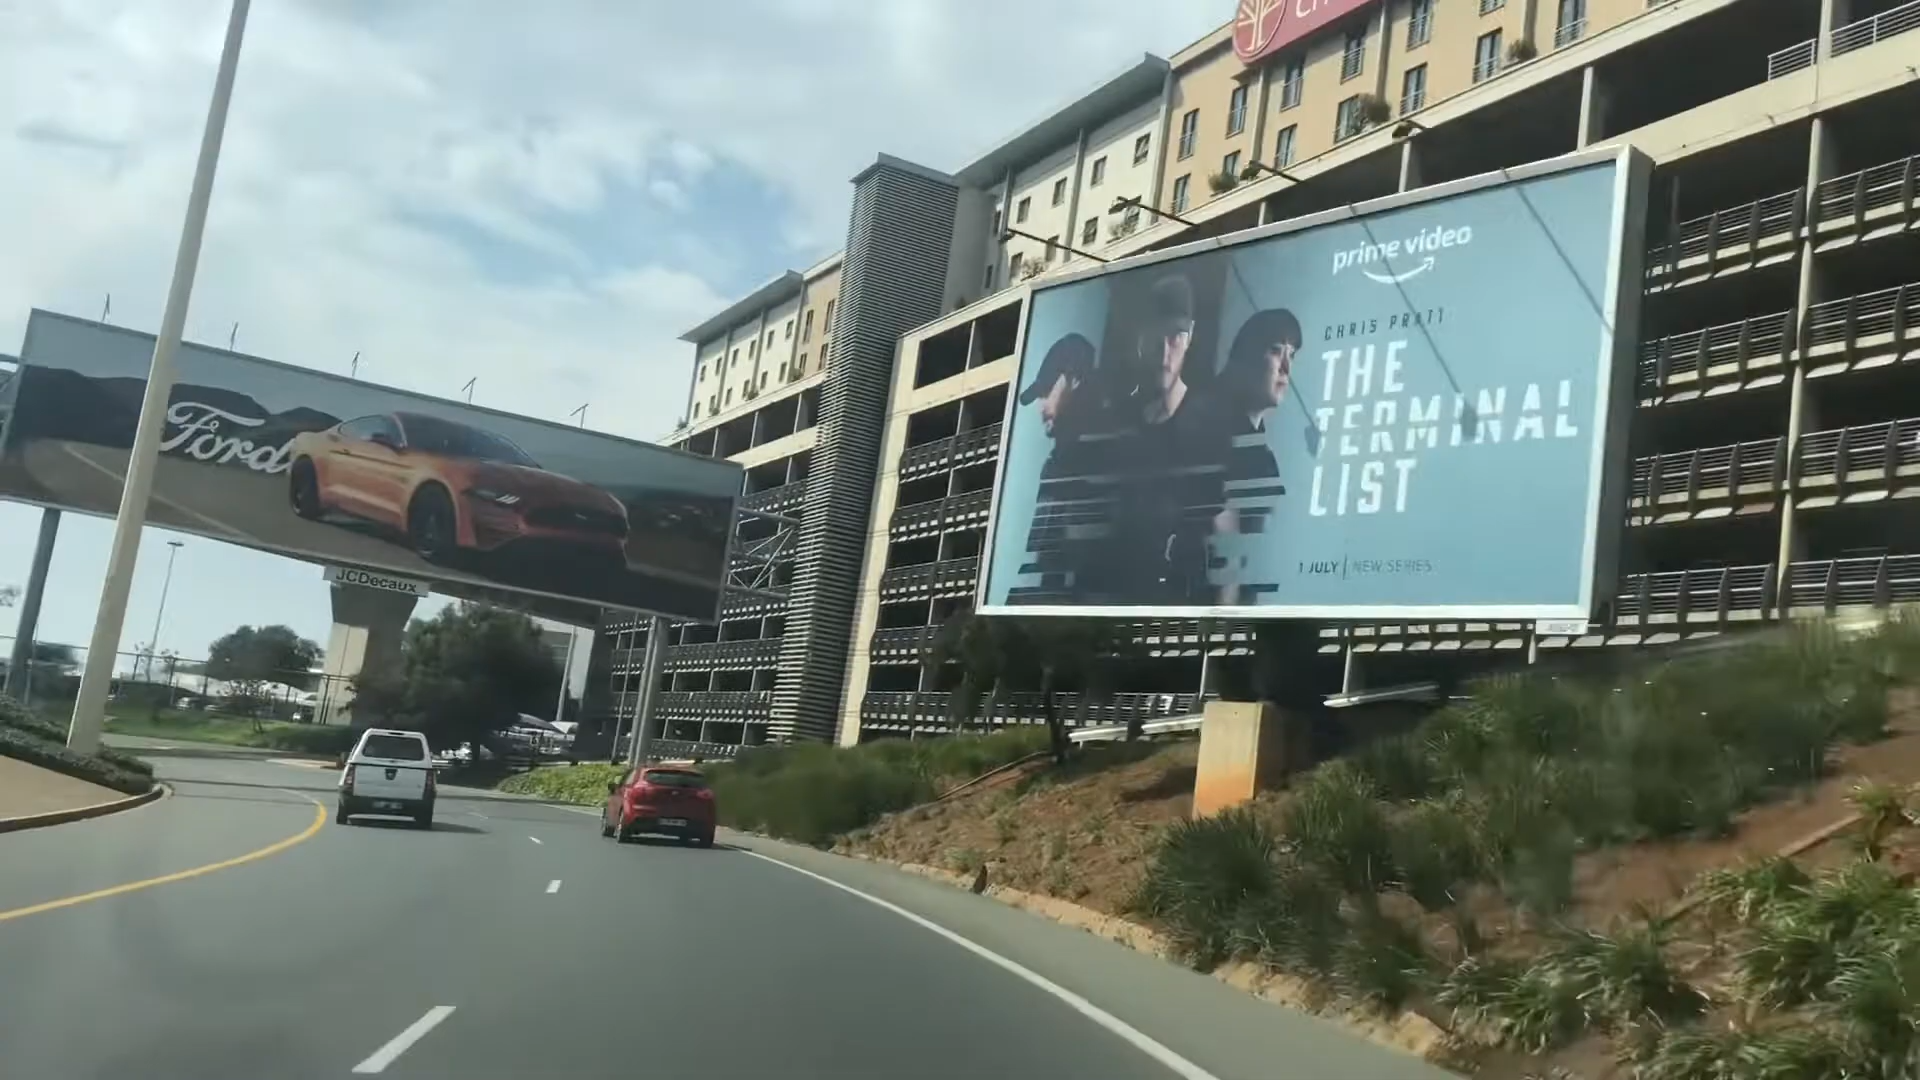 Ford
JCDecaux
prime video
CHRIS PRATT
THE
TERMINAL
LIST
1 JULY | NEW SERIES